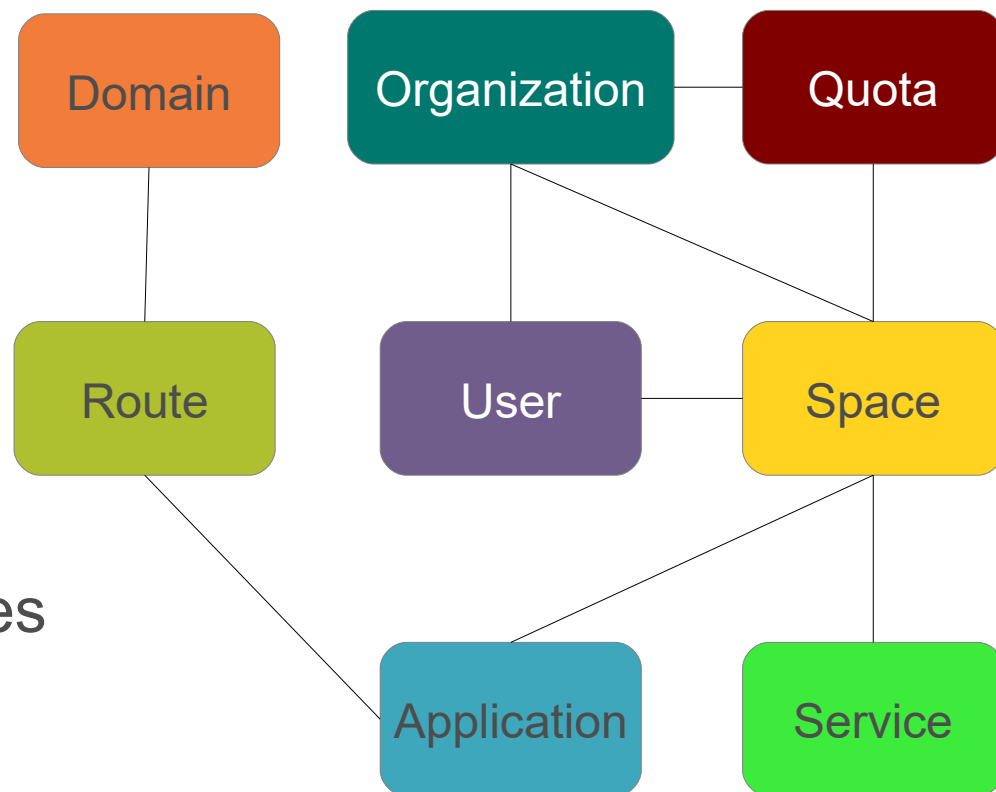 Domain
Organization
Quota
Route
User
Space
es
Application
Service